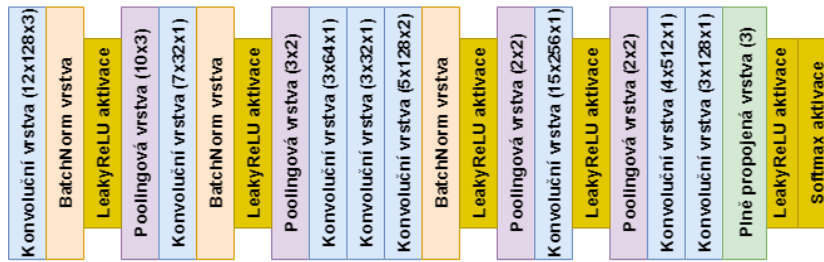 Konvoluční vrstva (12x128x3)
BatchNorm vrstva
LeakyReLU aktivace
Poolingová vrstva (10x3)
Konvoluční vrstva (7x32x1)
BatchNorm vrstva
LeakyReLU aktivace
Poolingová vrstva (3x2)
Konvoluční vrstva (3x64x1)
Konvoluční vrstva (3x32x1)
Konvoluční vrstva (5x128x2)
BatchNorm vrstva
LeakyReLU aktivace
Poolingová vrstva (2x2)
Konvoluční vrstva (15x256x1)
LeakyReLU aktivace
Poolingová vrstva (2x2)
Konvoluční vrstva (4x512x1)
Konvoluční vrstva (3x128x1)
Plně propojená vrstva (3)
LeakyReLU aktivace
Softmax aktivace